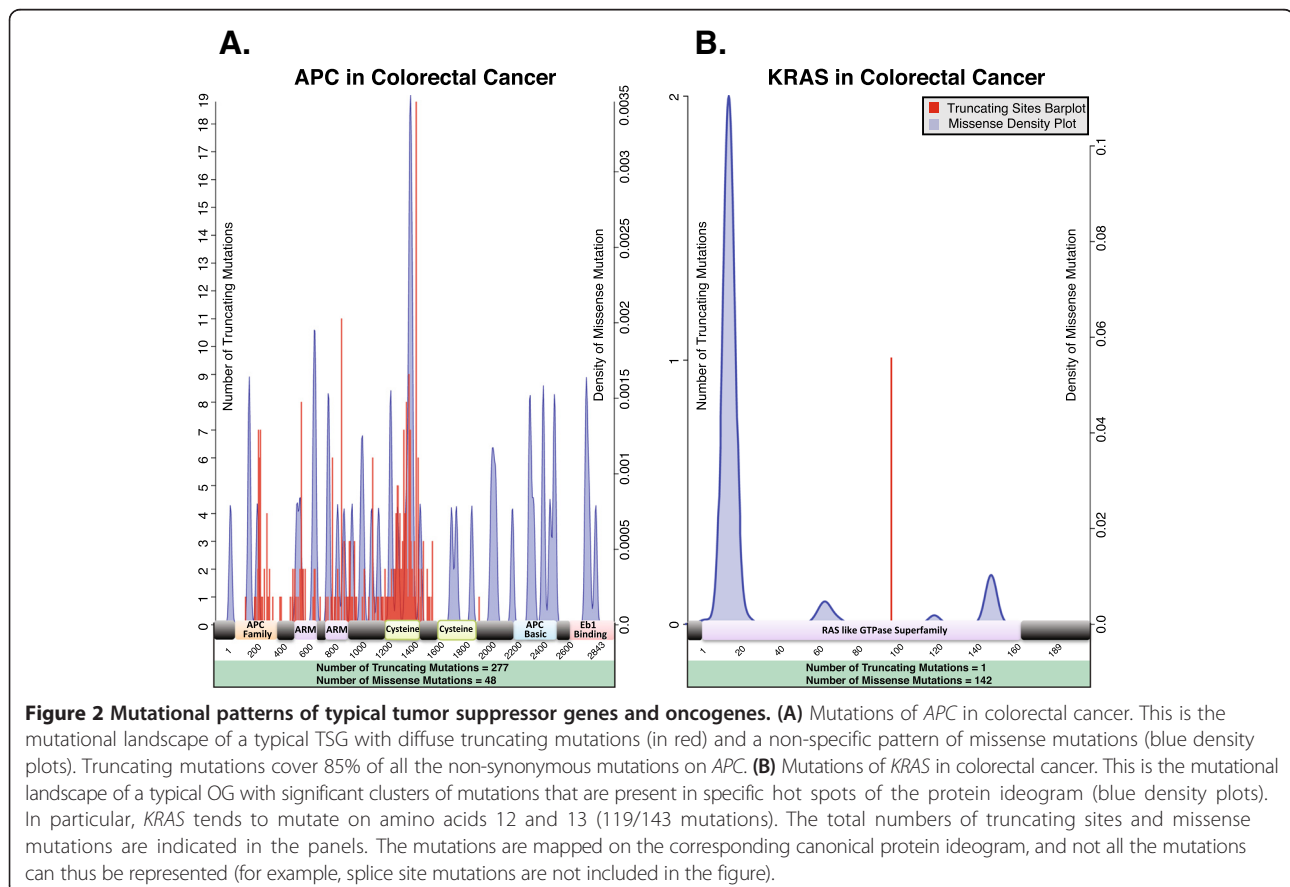 A.
APC in Colorectal Cancer
19
18
17
16
15
14
13
12
11
10
9
8
7
6
5
4
3
2
1
0
Number of Truncating Mutations
0.0035
0.003
0.0025
0.002
0.0015
0.001
0.0005
0.0
Density of Missense Mutation
APC Family
ARM
ARM
Cysteine
Cysteine
APC Basic
Eb1 Binding
1 200 400 600 800 1000 1200 1400 1600 1800 2000 2200 2400 2600 2843
Number of Truncating Mutations = 277
Number of Missense Mutations = 48
B.
KRAS in Colorectal Cancer
Truncating Sites Barplot
Missense Density Plot
2
1
0
Number of Truncating Mutations
0.1
0.08
0.06
0.04
0.02
0.0
Density of Missense Mutation
RAS like GTPase Superfamily
1 20 40 60 80 100 120 140 160 189
Number of Truncating Mutations = 1
Number of Missense Mutations = 142
Figure 2 Mutational patterns of typical tumor suppressor genes and oncogenes. (A) Mutations of APC in colorectal cancer. This is the
mutational landscape of a typical TSG with diffuse truncating mutations (in red) and a non-specific pattern of missense mutations (blue density
plots). Truncating mutations cover 85% of all the non-synonymous mutations on APC. (B) Mutations of KRAS in colorectal cancer. This is the mutational
landscape of a typical OG with significant clusters of mutations that are present in specific hot spots of the protein ideogram (blue density plots).
In particular, KRAS tends to mutate on amino acids 12 and 13 (119/143 mutations). The total numbers of truncating sites and missense
mutations are indicated in the panels. The mutations are mapped on the corresponding canonical protein ideogram, and not all the mutations
can thus be represented (for example, splice site mutations are not included in the figure).